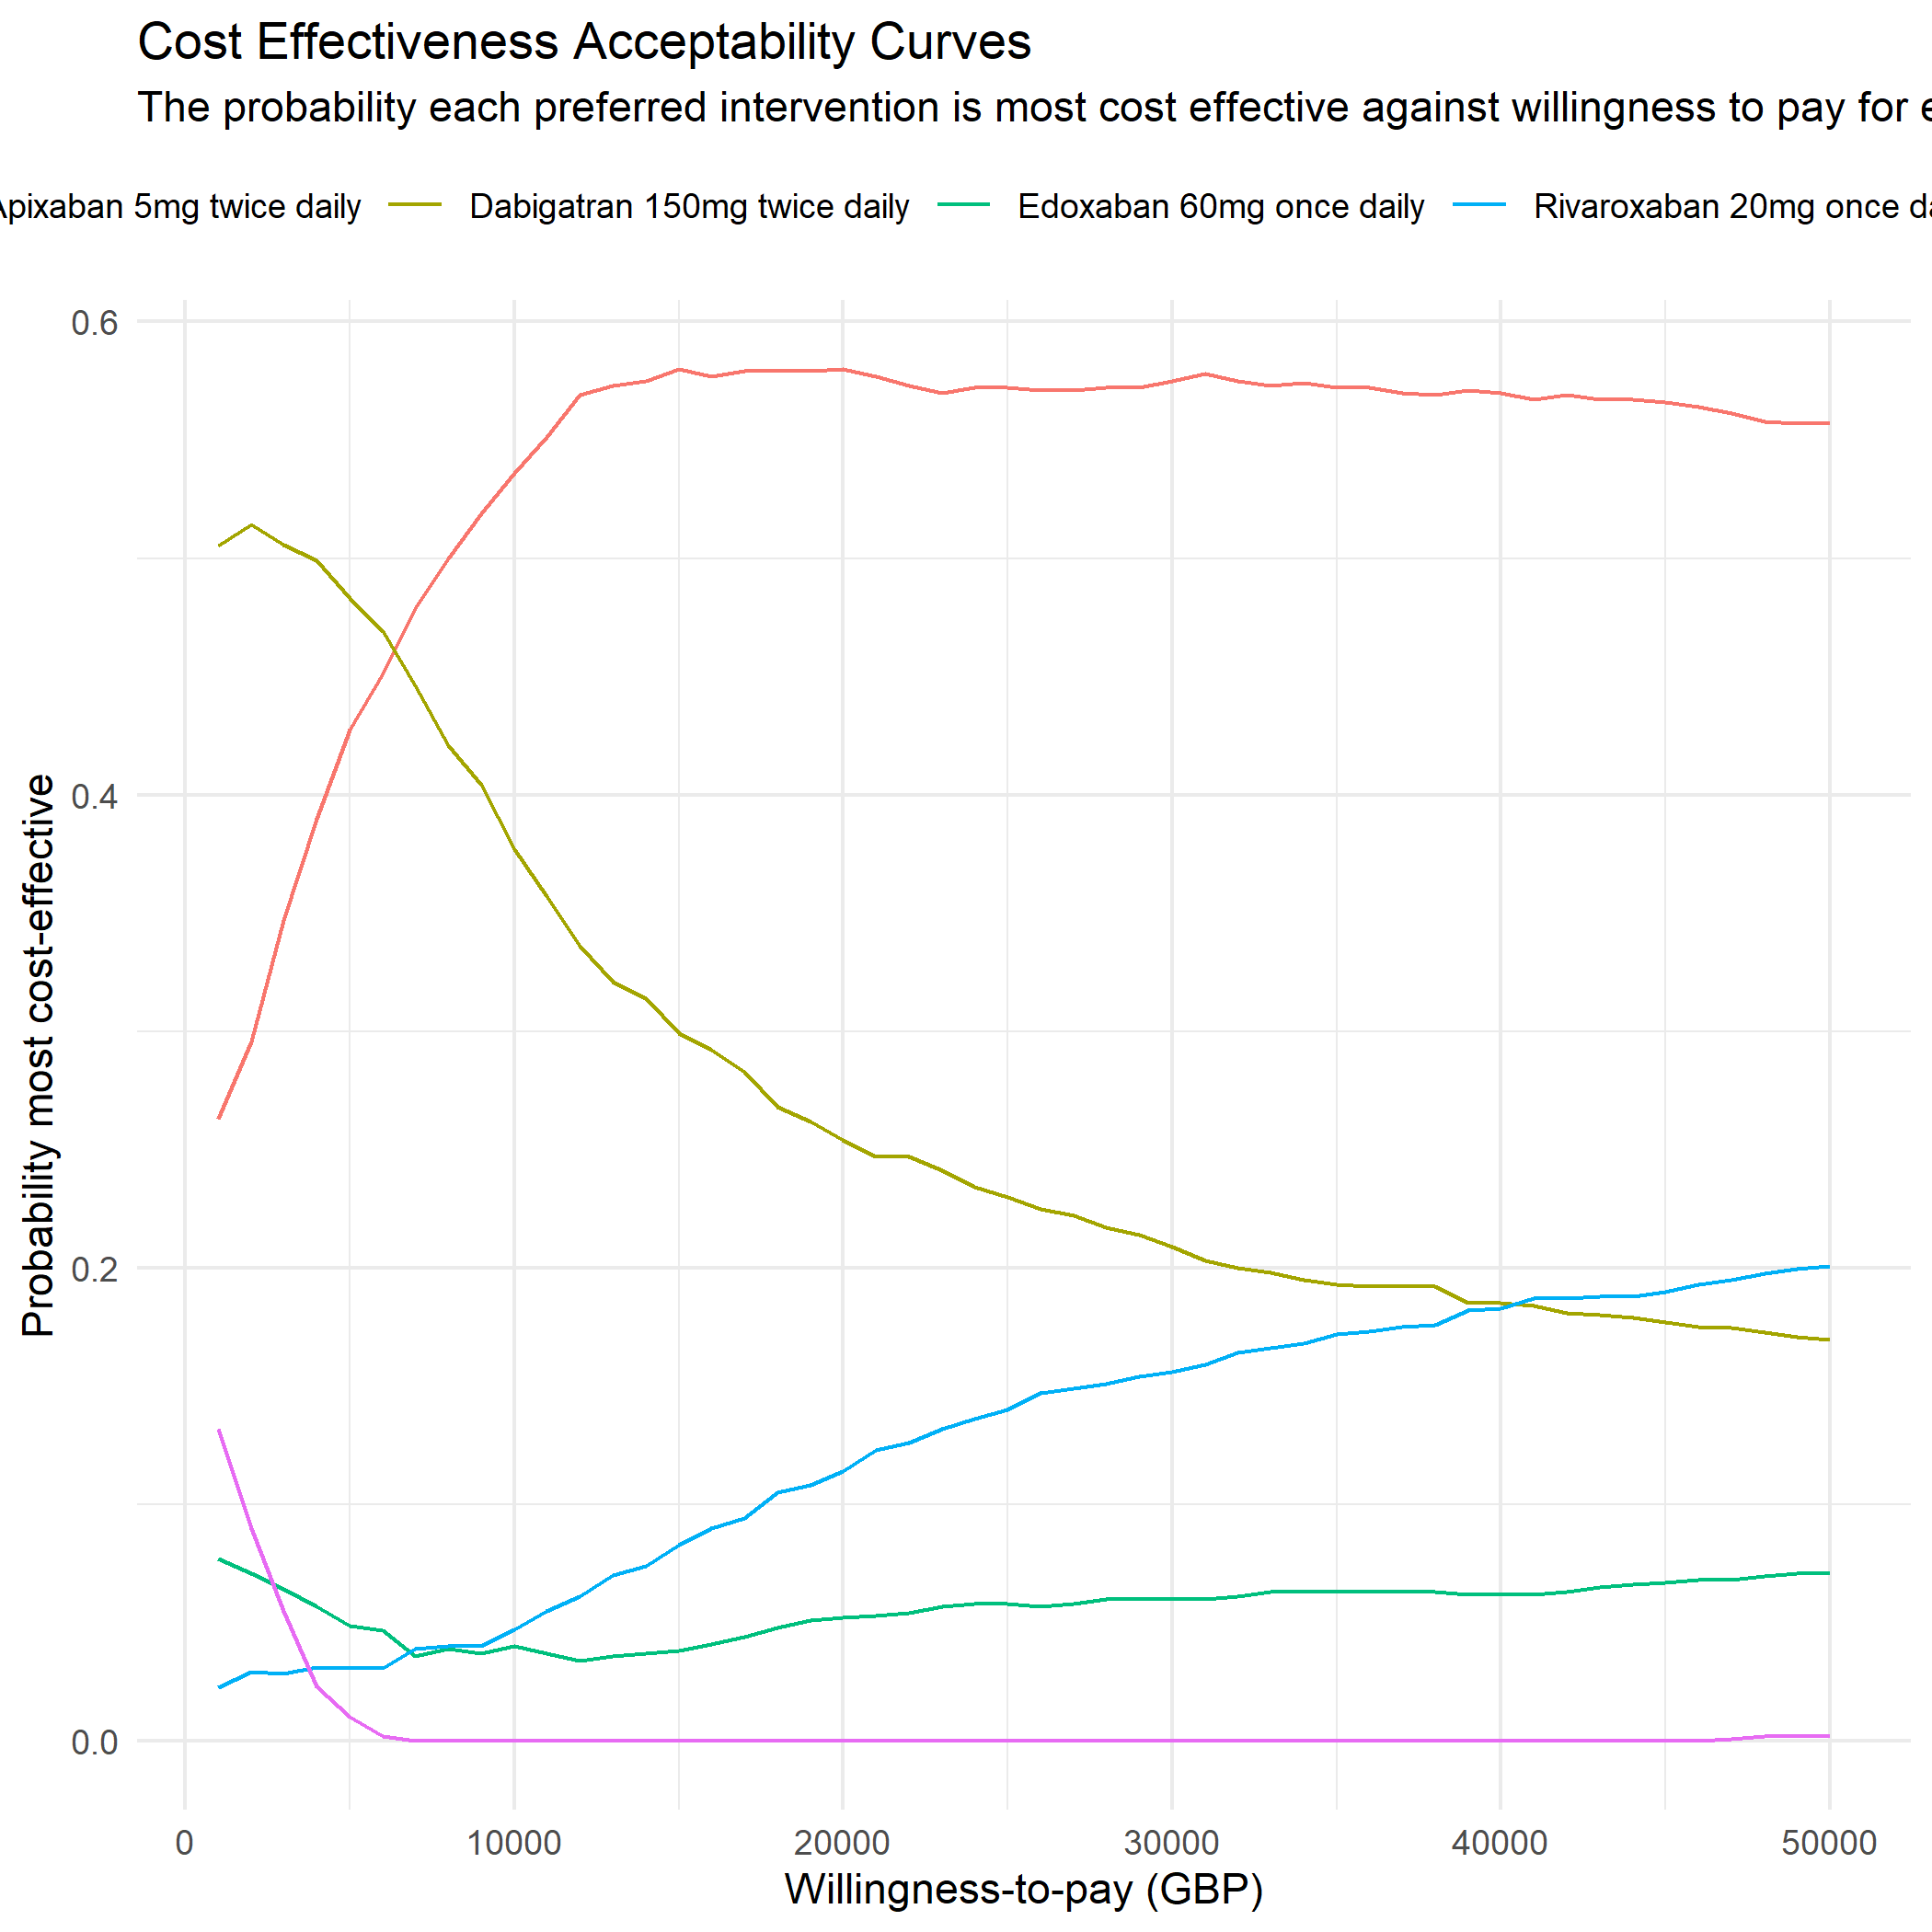 Cost Effectiveness Acceptability Curves
The probability each preferred intervention is most cost effective against willingness to pay for
Apixaban 5mg twice daily Dabigatran 150mg twice daily Edoxaban 60mg once daily Rivaroxaban 20mg once
0.6
0.4
0.2
0.0
Probability most cost-effective
0 10000 20000 30000 40000 50000
Willingness-to-pay (GBP)